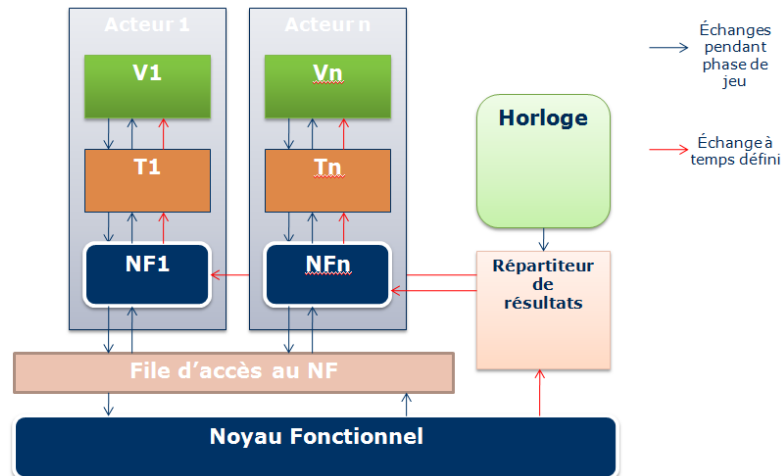 Acteur 1
Acteur n
V1
Vn
T1
Tn
NF1
NFn
Horloge
Répartiteur
de
résultats
File d'accès au NF
Noyau Fonctionnel
Échanges
pendant
phase de
jeu
Échange à
temps défini